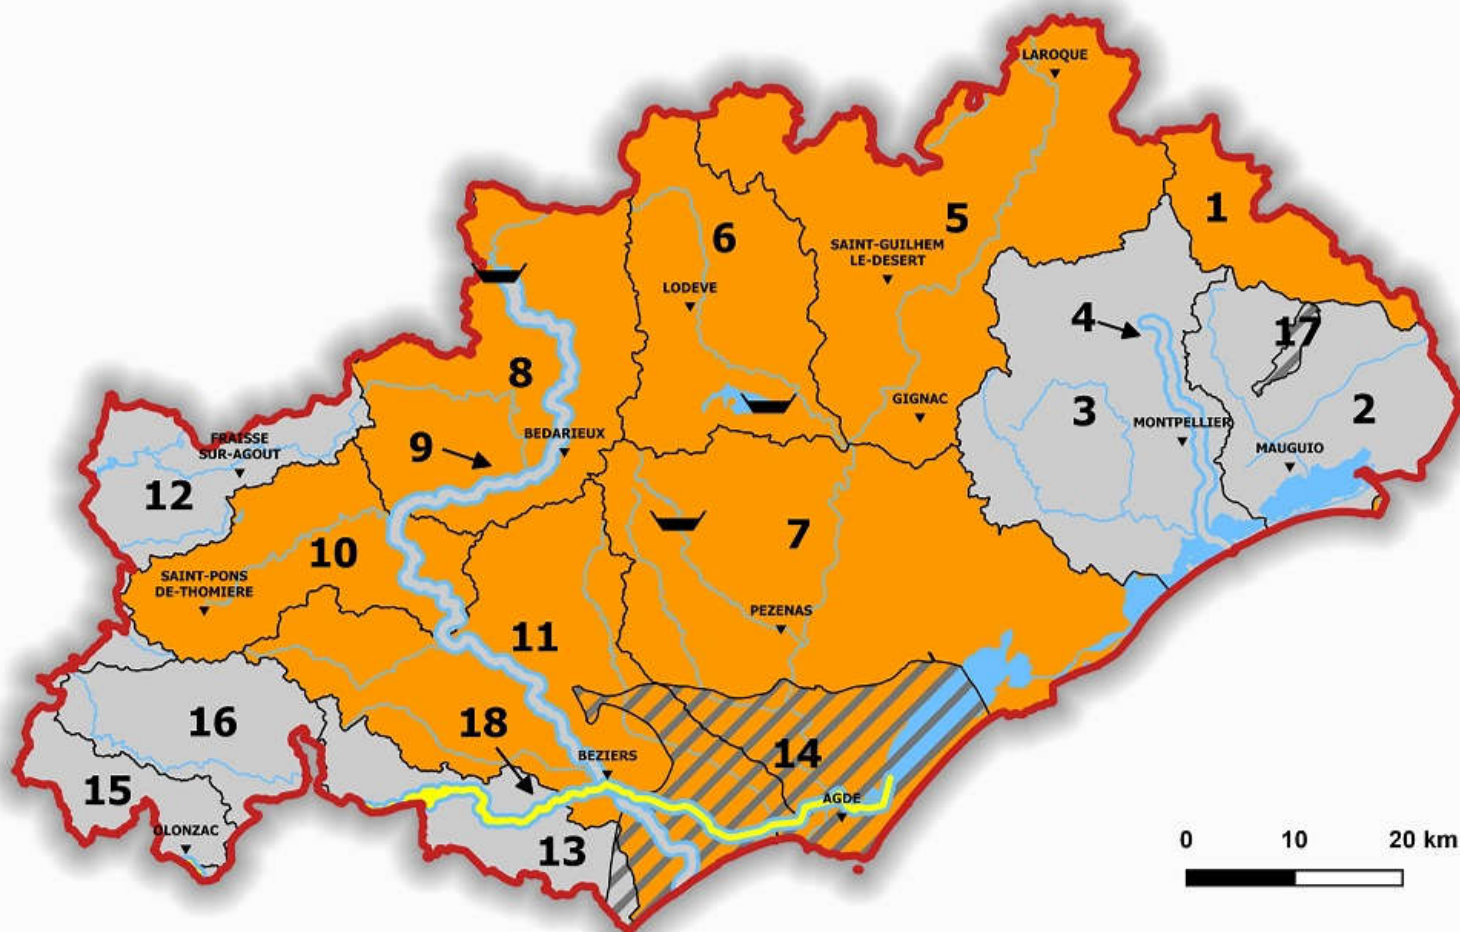 LAROQUE
1
5
6
SAINT-GUILHEM
LE-DESERT
LODEVE
4
17
8
GIGNAC
3
2
MONTPELLIER
BEDARIEUX
9
FRAISSE
SUR-AGOUT
MAUGUIO
12
7
10
SAINT-PONS
DE-THOMIERE
PEZENAS
11
16
18
BEZIERS
14
15
AGDE
OLONZAC
13
0 10 20 km